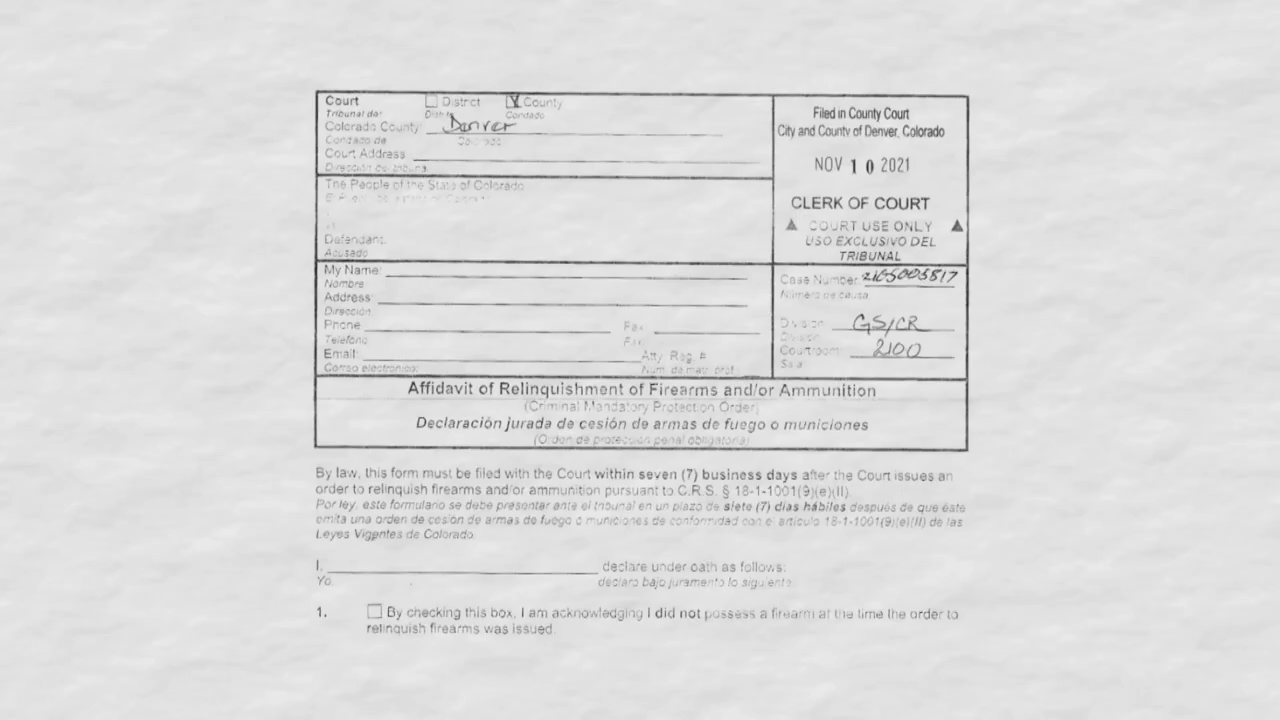 Court
District
County
Tribunal de:
Condado
Colorado County:
Denver
Condado de
Colorado
Court Address
Dirección del tribunal
The People of the State of Colorado
Defendant:
Acusado
Filed in County Court
City and County of Denver, Colorado
NOV 10 2021
CLERK OF COURT
▲ COURT USE ONLY ▲
USO EXCLUSIVO DEL
TRIBUNAL
My Name:
Nombre
Address:
Dirección
Phone
Fax
Teléfono
Email:
Atty. Reg. #
Correo electrónico:
Núm. de matr. prof.
Case Number:
Número de causa
Division
GS/CR
División
Courtroom
2100
Sala
Affidavit of Relinquishment of Firearms and/or Ammunition
(Criminal Mandatory Protection Order)
Declaración jurada de cesión de armas de fuego o municiones
(Orden de protección penal obligatoria)
By law, this form must be filed with the Court within seven (7) business days after the Court issues an
order to relinquish firearms and/or ammunition pursuant to C.R.S. § 18-1-1001(9)(e)(II).
Por ley, este formulario se debe presentar ante el tribunal en un plazo de siete (7) días hábiles después de que éste
emita una orden de cesión de armas de fuego o municiones de conformidad con el artículo 18-1-1001(9)(e)(II) de las
Leyes Vigentes de Colorado
I, declare under oath as follows:
Yo, declaro bajo juramento lo siguiente:
1. By checking this box, I am acknowledging I did not possess a firearm at the time the order to
relinquish firearms was issued.